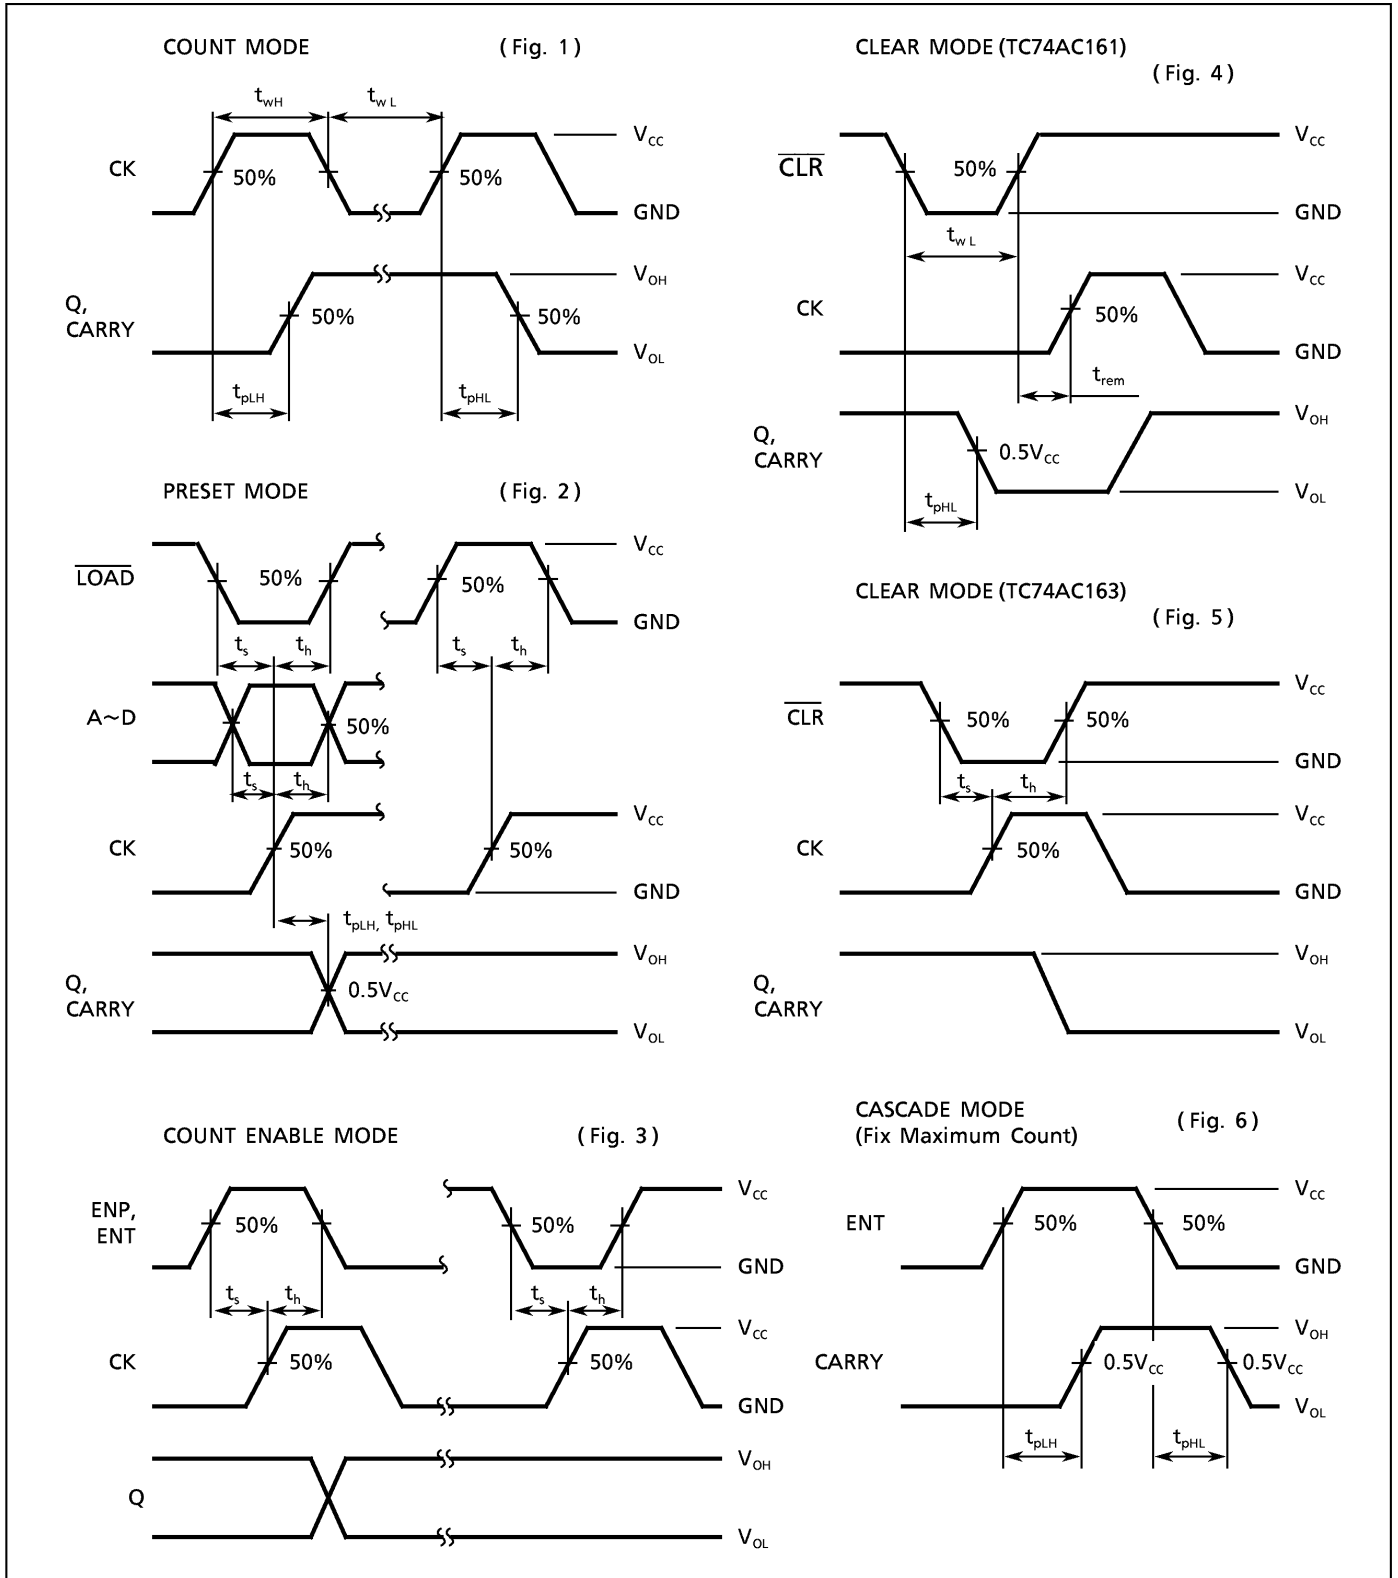 COUNT MODE (Fig. 1)
twH twL
CK 50% 50% VCC
GND
Q,
CARRY 50% 50% VOH
VOL
tpLH tpHL
PRESET MODE (Fig. 2)
LOAD 50% 50% VCC
GND
ts th ts th
A~D 50%
ts th
CK 50% 50% VCC
GND
tpLH, tpHL
Q,
CARRY 0.5VCC VOH
VOL
COUNT ENABLE MODE (Fig. 3)
ENP,
ENT 50% 50% VCC
GND
ts th ts th
CK 50% 50% VCC
GND
Q VOH
VOL
CLEAR MODE (TC74AC161)
(Fig. 4)
CLR 50% VCC
GND
twL
CK 50% VCC
GND
trem
Q,
CARRY 0.5VCC VOH
VOL
tpHL
CLEAR MODE (TC74AC163)
(Fig. 5)
CLR 50% 50% VCC
GND
ts th
CK 50% VCC
GND
Q,
CARRY VOH
VOL
CASCADE MODE (Fig. 6)
(Fix Maximum Count)
ENT 50% 50% VCC
GND
CARRY 0.5VCC 0.5VCC VOH
VOL
tpLH tpHL